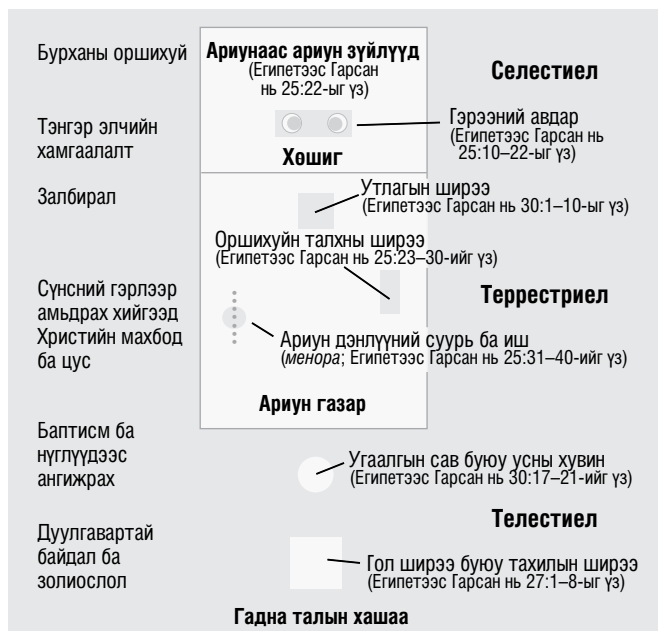 Бурханы оршихуй
Ариунаас ариун зүйлүүд
(Египетээс Гарсан
нь 25:22-ыг үз)
Селестиел
Тэнгэр элчийн
хамгаалалт
Гэрээний авдар
(Египетээс Гарсан нь
25:10–22-ыг үз)
Хөшиг
Залбирал
Утлагын ширээ
(Египетээс Гарсан нь 30:1–10-ыг үз)
Оршихуйн талхны ширээ
(Египетээс Гарсан нь 25:23–30-ийг үз)
Сүнсний гэрлээр
амьдрах хийгээд
Христийн махбод
ба цус
Террестриел
Ариун дэнлүүний суурь ба иш
(менора; Египетээс Гарсан нь 25:31–40-ийг үз)
Ариун газар
Баптисм ба
нүглүүдээс
ангижрах
Угаалгын сав буюу усны хувин
(Египетээс Гарсан нь 30:17–21-ийг үз)
Телестиел
Дуулгавартай
байдал ба
золиослол
Гол ширээ буюу тахилын ширээ
(Египетээс Гарсан нь 27:1–8-ыг үз)
Гадна талын хашаа